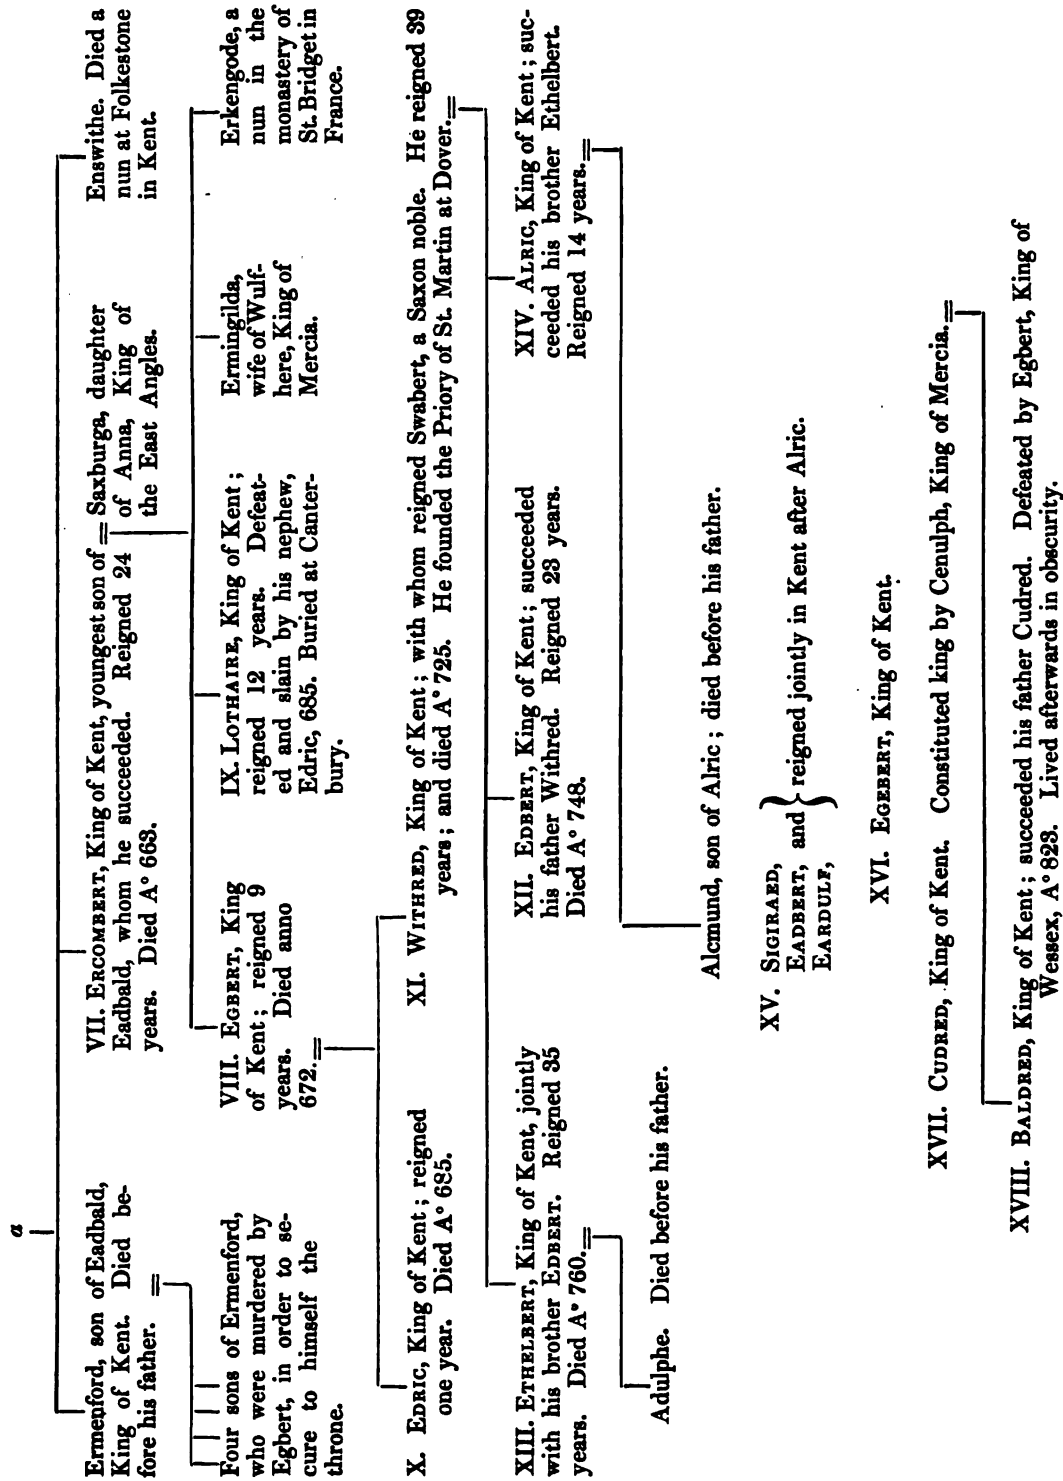 a
Ermenford, son of Eadbald,
King of Kent. Died be-
fore his father.
VII. ERCOMBERT, King of Kent, youngest son of
Eadbald, whom he succeeded. Reigned 24
years. Died A° 663.
Saxburga, daughter
of Anna, King of
the East Angles.
Enswithe. Died a
nun at Folkestone
in Kent.
Four sons of Ermenford,
who were murdered by
Egbert, in order to se-
cure to himself the
throne.
VIII. EGBERT, King
of Kent; reigned 9
years. Died anno
672.
IX. LOTHAIRE, King of Kent;
reigned 12 years. Defeat-
ed and slain by his nephew,
Edric, 685. Buried at Canter-
bury.
Ermingilda,
wife of Wulf-
here, King of
Mercia.
Erkengode, a
nun in the
monastery of
St. Bridget in
France.
X. EDRIC, King of Kent; reigned
one year. Died A° 685.
XI. WITHRED, King of Kent; with whom reigned Swabert, a Saxon noble. He reigned 39
years; and died A° 725. He founded the Priory of St. Martin at Dover.
XIII. ETHELBERT, King of Kent, jointly
with his brother EDBERT. Reigned 35
years. Died A° 760.
XII. EDBERT, King of Kent; succeeded
his father Withred. Reigned 23 years.
Died A° 748.
XIV. ALRIC, King of Kent; suc-
ceeded his brother Ethelbert.
Reigned 14 years.
Adulphe. Died before his father.
Alcmund, son of Alric; died before his father.
XV. SIGIRAED,
EADBERT, and
EARDULF,
reigned jointly in Kent after Alric.
XVI. EGEBERT, King of Kent.
XVII. CUDRED, King of Kent. Constituted king by Cenulph, King of Mercia.
XVIII. BALDRED, King of Kent; succeeded his father Cudred. Defeated by Egbert, King of
Wessex, A° 823. Lived afterwards in obscurity.